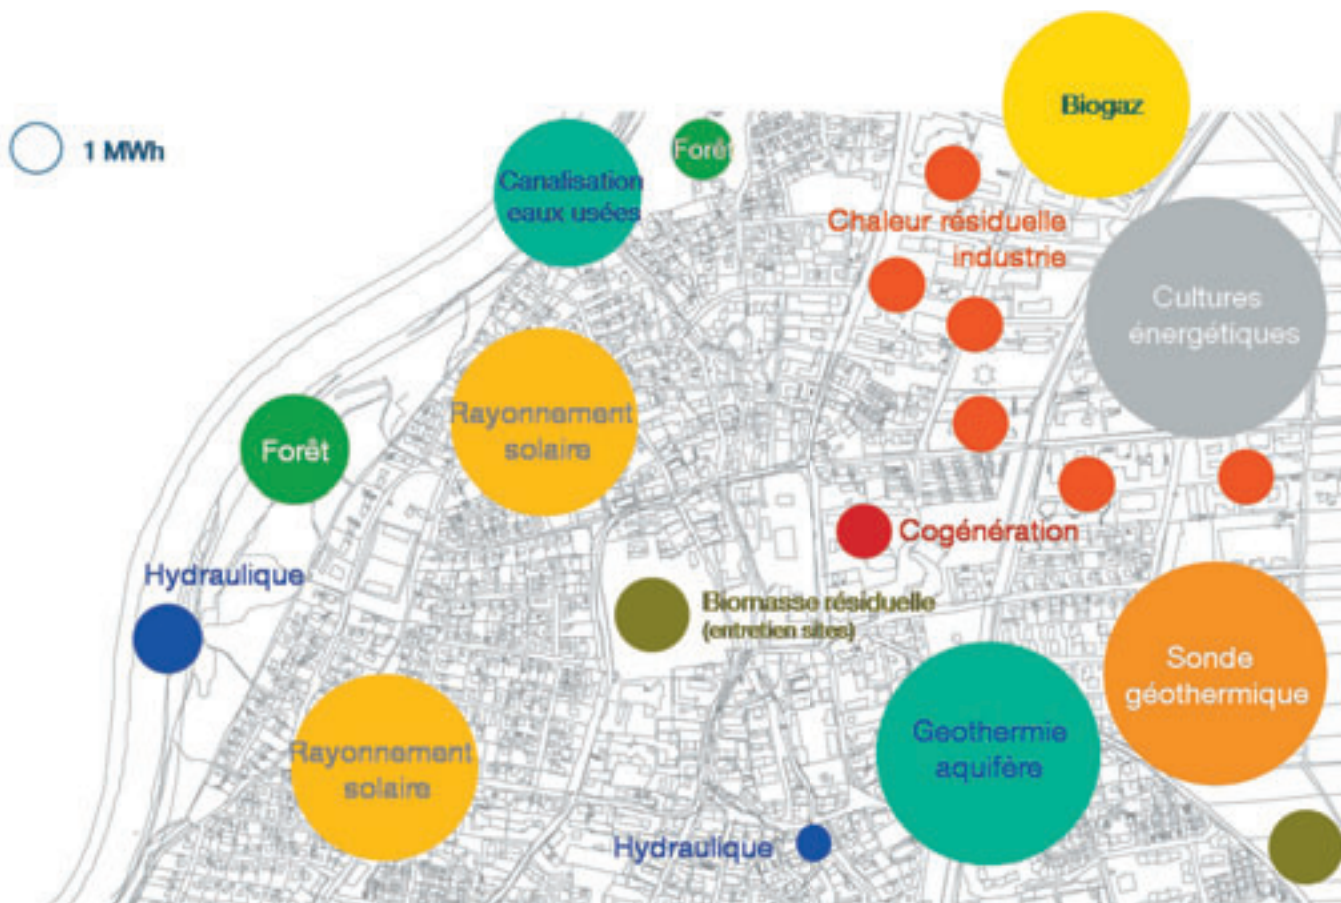 Biogaz
1 MWh
Forêt
Canalisation
eaux usées
Chaleur résiduelle
industrie
Cultures
énergétiques
Rayonnement
solaire
Forêt
Cogénération
Hydraulique
Biomasse résiduelle
(entretien sites)
Sonde
géothermique
Geothermie
aquifère
Rayonnement
solaire
Hydraulique